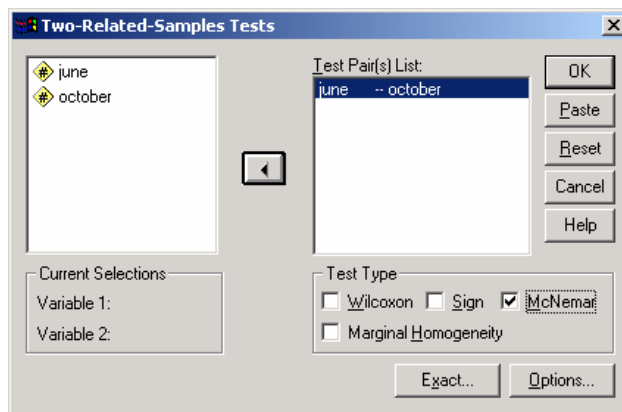 Two-Related-Samples Tests
june
october
Test Pair(s) List:
june -- october
OK
Paste
Reset
Cancel
Help
Current Selections
Variable 1:
Variable 2:
Test Type
Wilcoxon Sign McNemar
Marginal Homogeneity
Exact... Options...